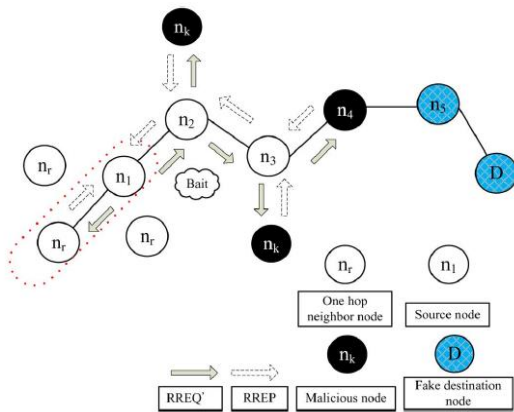 n_k
n_2
n_4
n_5
n_r
n_1
n_3
Bait
D
n_r
n_r
n_k
n_r
n_1
One hop neighbor node
Source node
n_k
D
RREQ'
RREP
Malicious node
Fake destination node